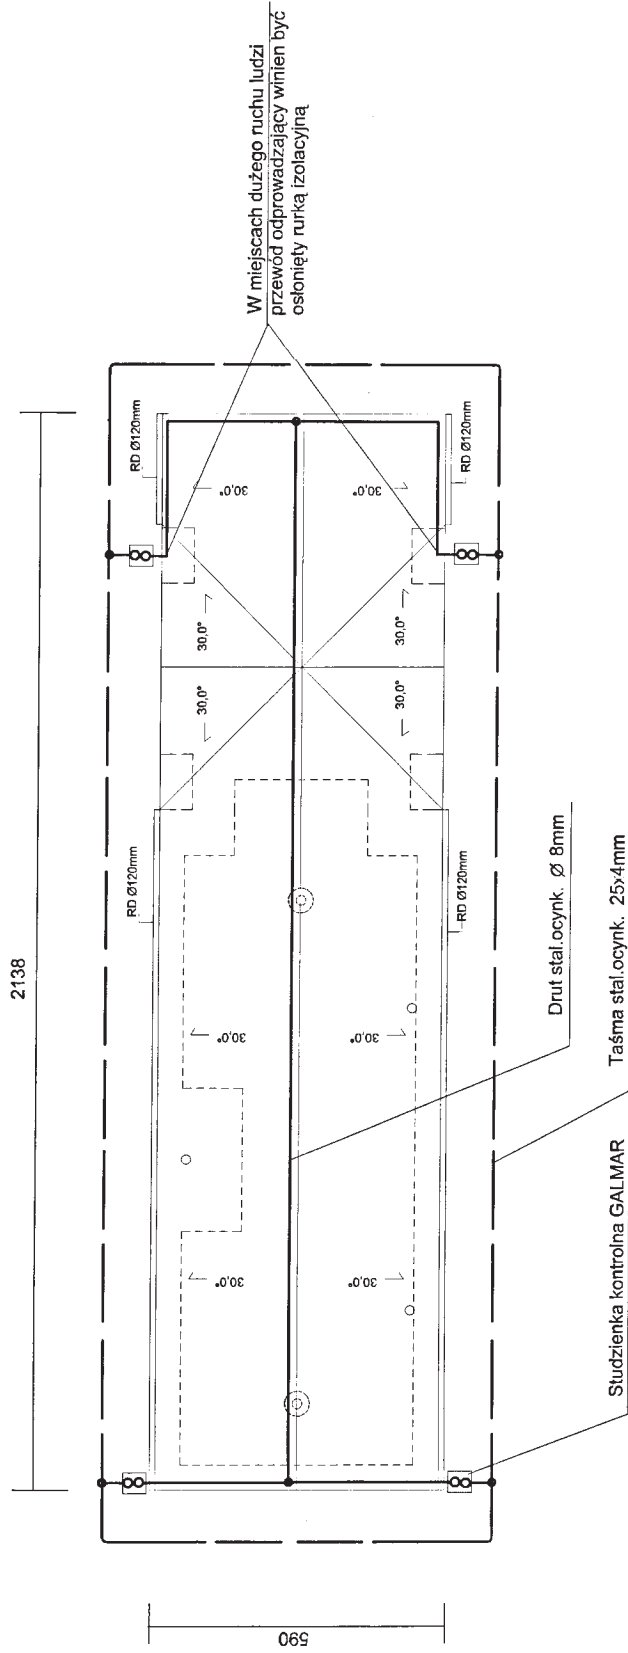 W miejscach dużego ruchu ludzi
przewód odprowadzający winien być
osłonięty rurką izolacyjną
2138
RD Ø120mm
RD Ø120mm
30,0°
30,0°
30,0°
30,0°
30,0°
30,0°
RD Ø120mm
RD Ø120mm
30,0°
30,0°
30,0°
30,0°
Drut stal.ocynk. Ø 8mm
Taśma stal.ocynk. 25x4mm
Studzienka kontrolna GALMAR
590